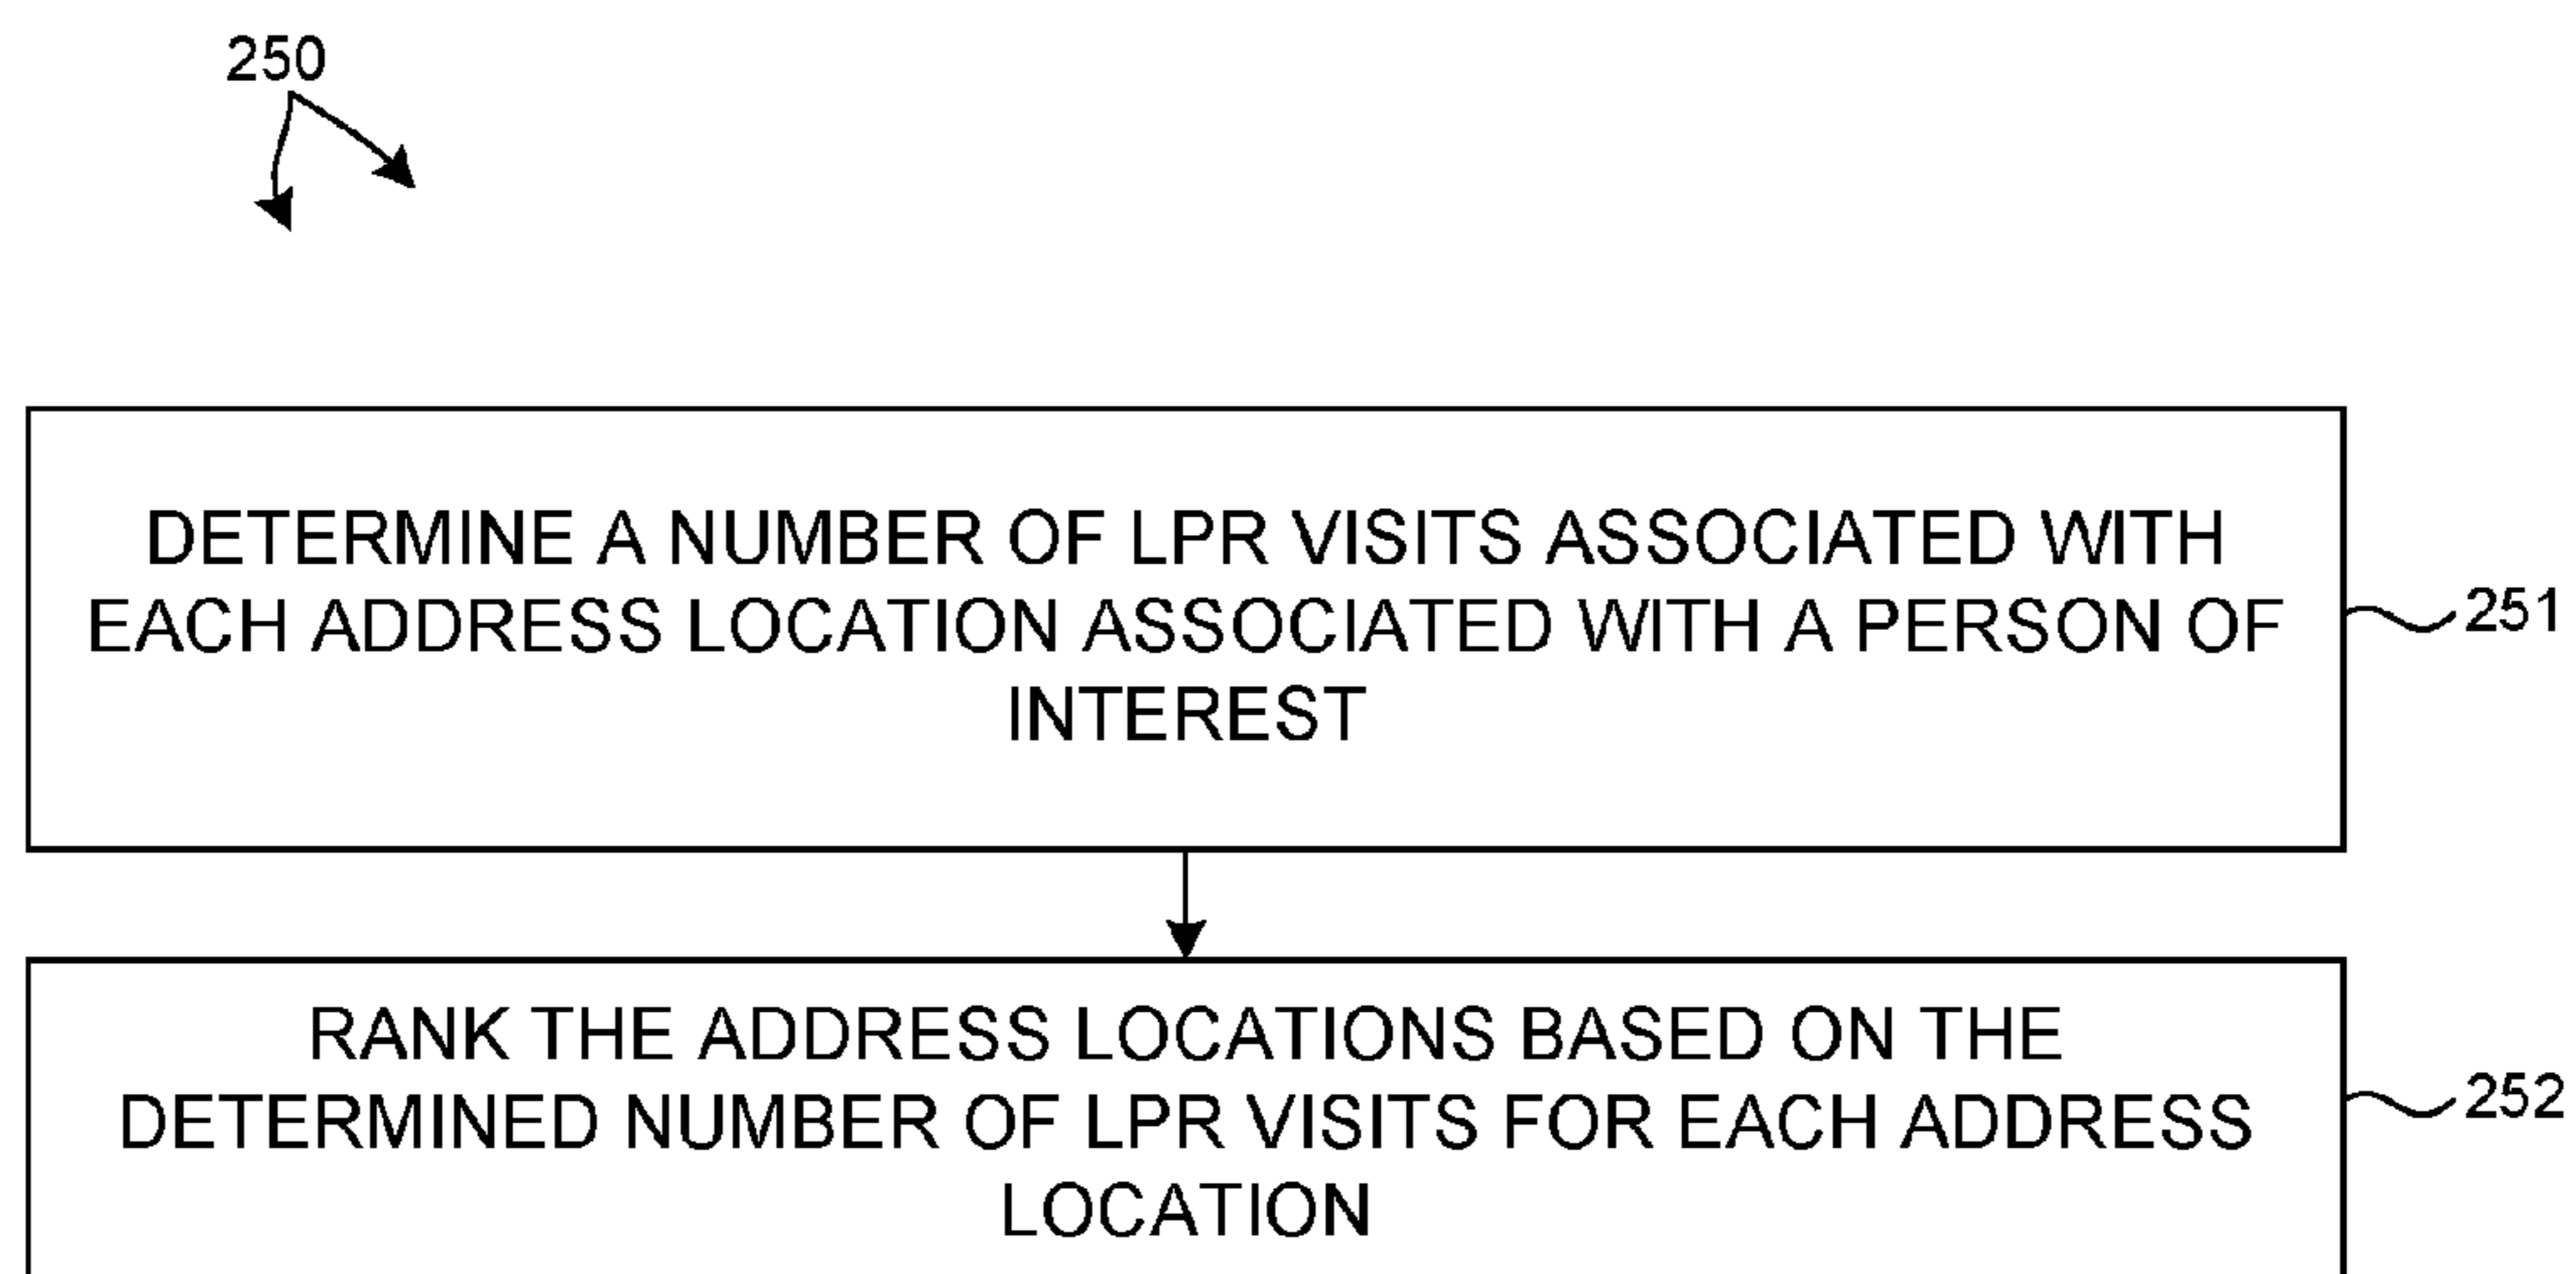 250
DETERMINE A NUMBER OF LPR VISITS ASSOCIATED WITH
EACH ADDRESS LOCATION ASSOCIATED WITH A PERSON OF
INTEREST
251
RANK THE ADDRESS LOCATIONS BASED ON THE
DETERMINED NUMBER OF LPR VISITS FOR EACH ADDRESS
LOCATION
252